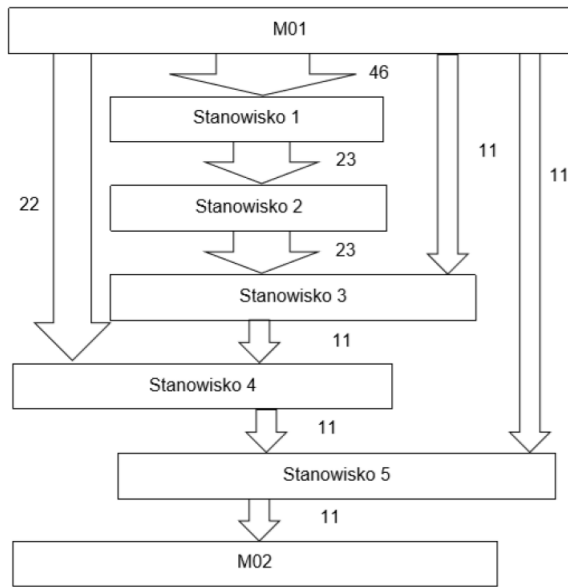 M01
46
Stanowisko 1
11
23
11
Stanowisko 2
22
23
Stanowisko 3
11
Stanowisko 4
11
Stanowisko 5
11
M02